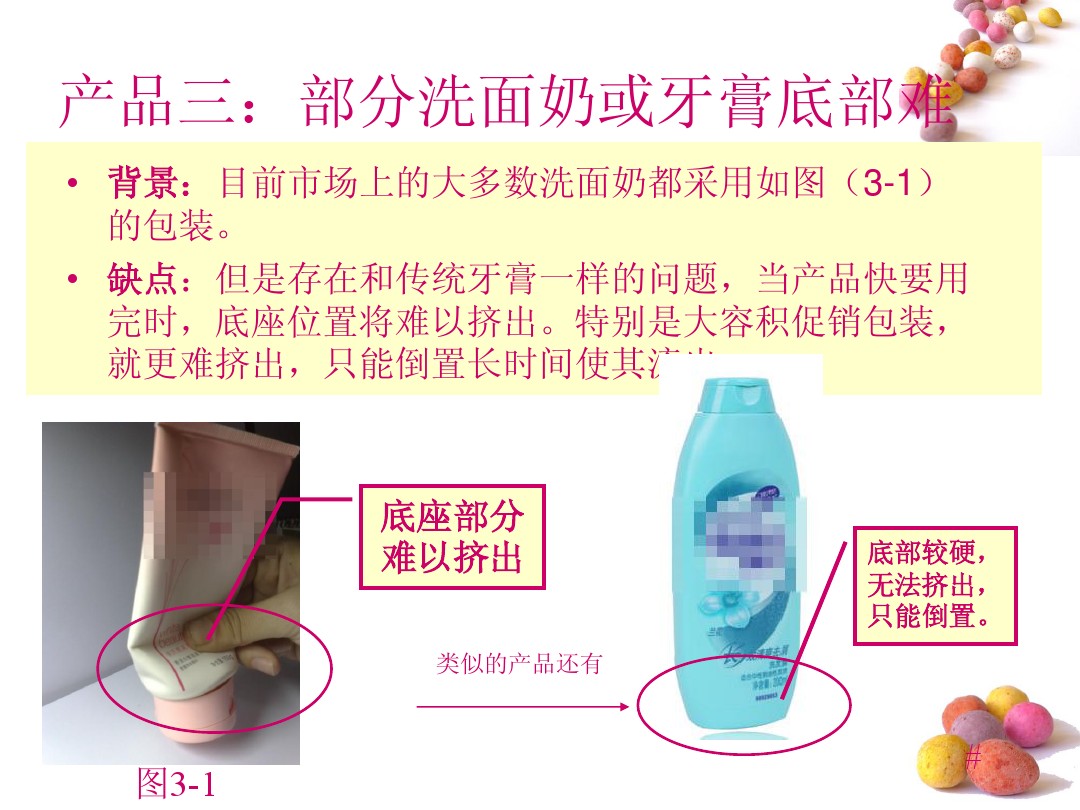 产品三：部分洗面奶或牙膏底部难
• 背景：目前市场上的大多数洗面奶都采用如图（3-1）
的包装。
• 缺点：但是存在和传统牙膏一样的问题，当产品快要用
完时，底座位置将难以挤出。特别是大容积促销包装，
就更难挤出，只能倒置长时间使其
底座部分
难以挤出
底部较硬，
无法挤出，
只能倒置。
类似的产品还有
图3-1
#